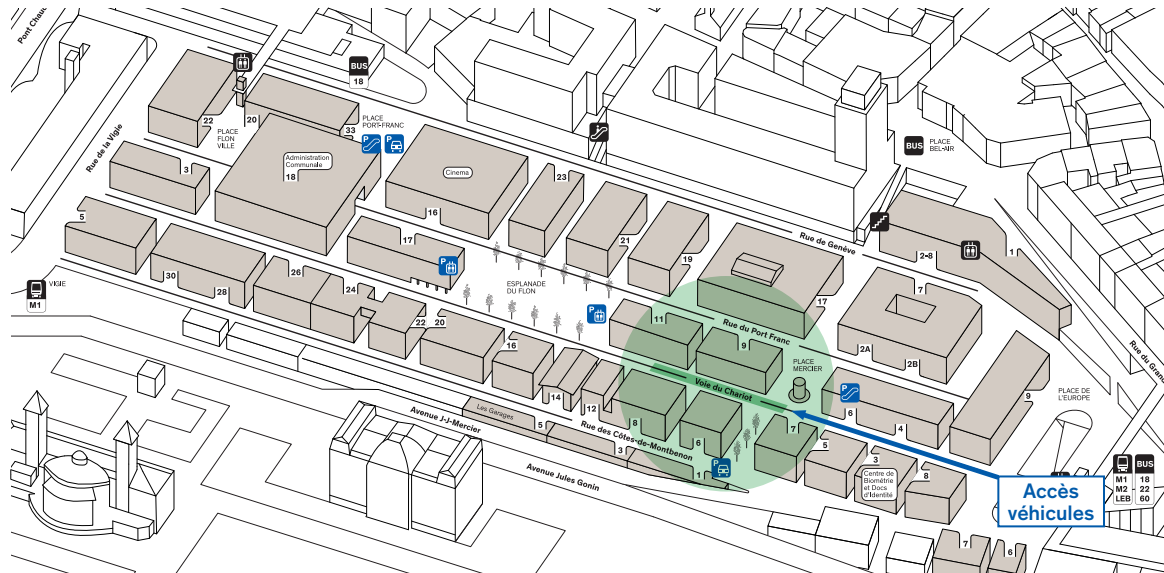 Pont Chaud
BUS
18
22
20
33
PLACE
PORT-FRANC
PLACE
FLON
VILLE
Rue de la Vigie
P
P
BUS
PLACE
BEL-AIR
Administration
Communale
18
3
Cinema
16
23
5
17
21
19
Rue de Genève
2-8
1
P
30
28
26
24
22
20
ESPLANADE
DU FLON
P
VIGIE
M1
16
14
12
11
Rue du Port Franc
9
17
7
2A
2B
PLACE
MERCIER
P
6
4
9
Rue du Grand
PLACE DE
L'EUROPE
Voie du Chariot
8
6
7
5
3
8
Les Garages
5
3
1
P
Avenue J-J-Mercier
Rue des Côtes-de-Montbenon
Avenue Jules Gonin
Centre de
Biométrie
et Docs
d'Identité
Accès
véhicules
BUS
M1 18
M2 - 22
LEB 60
7
6